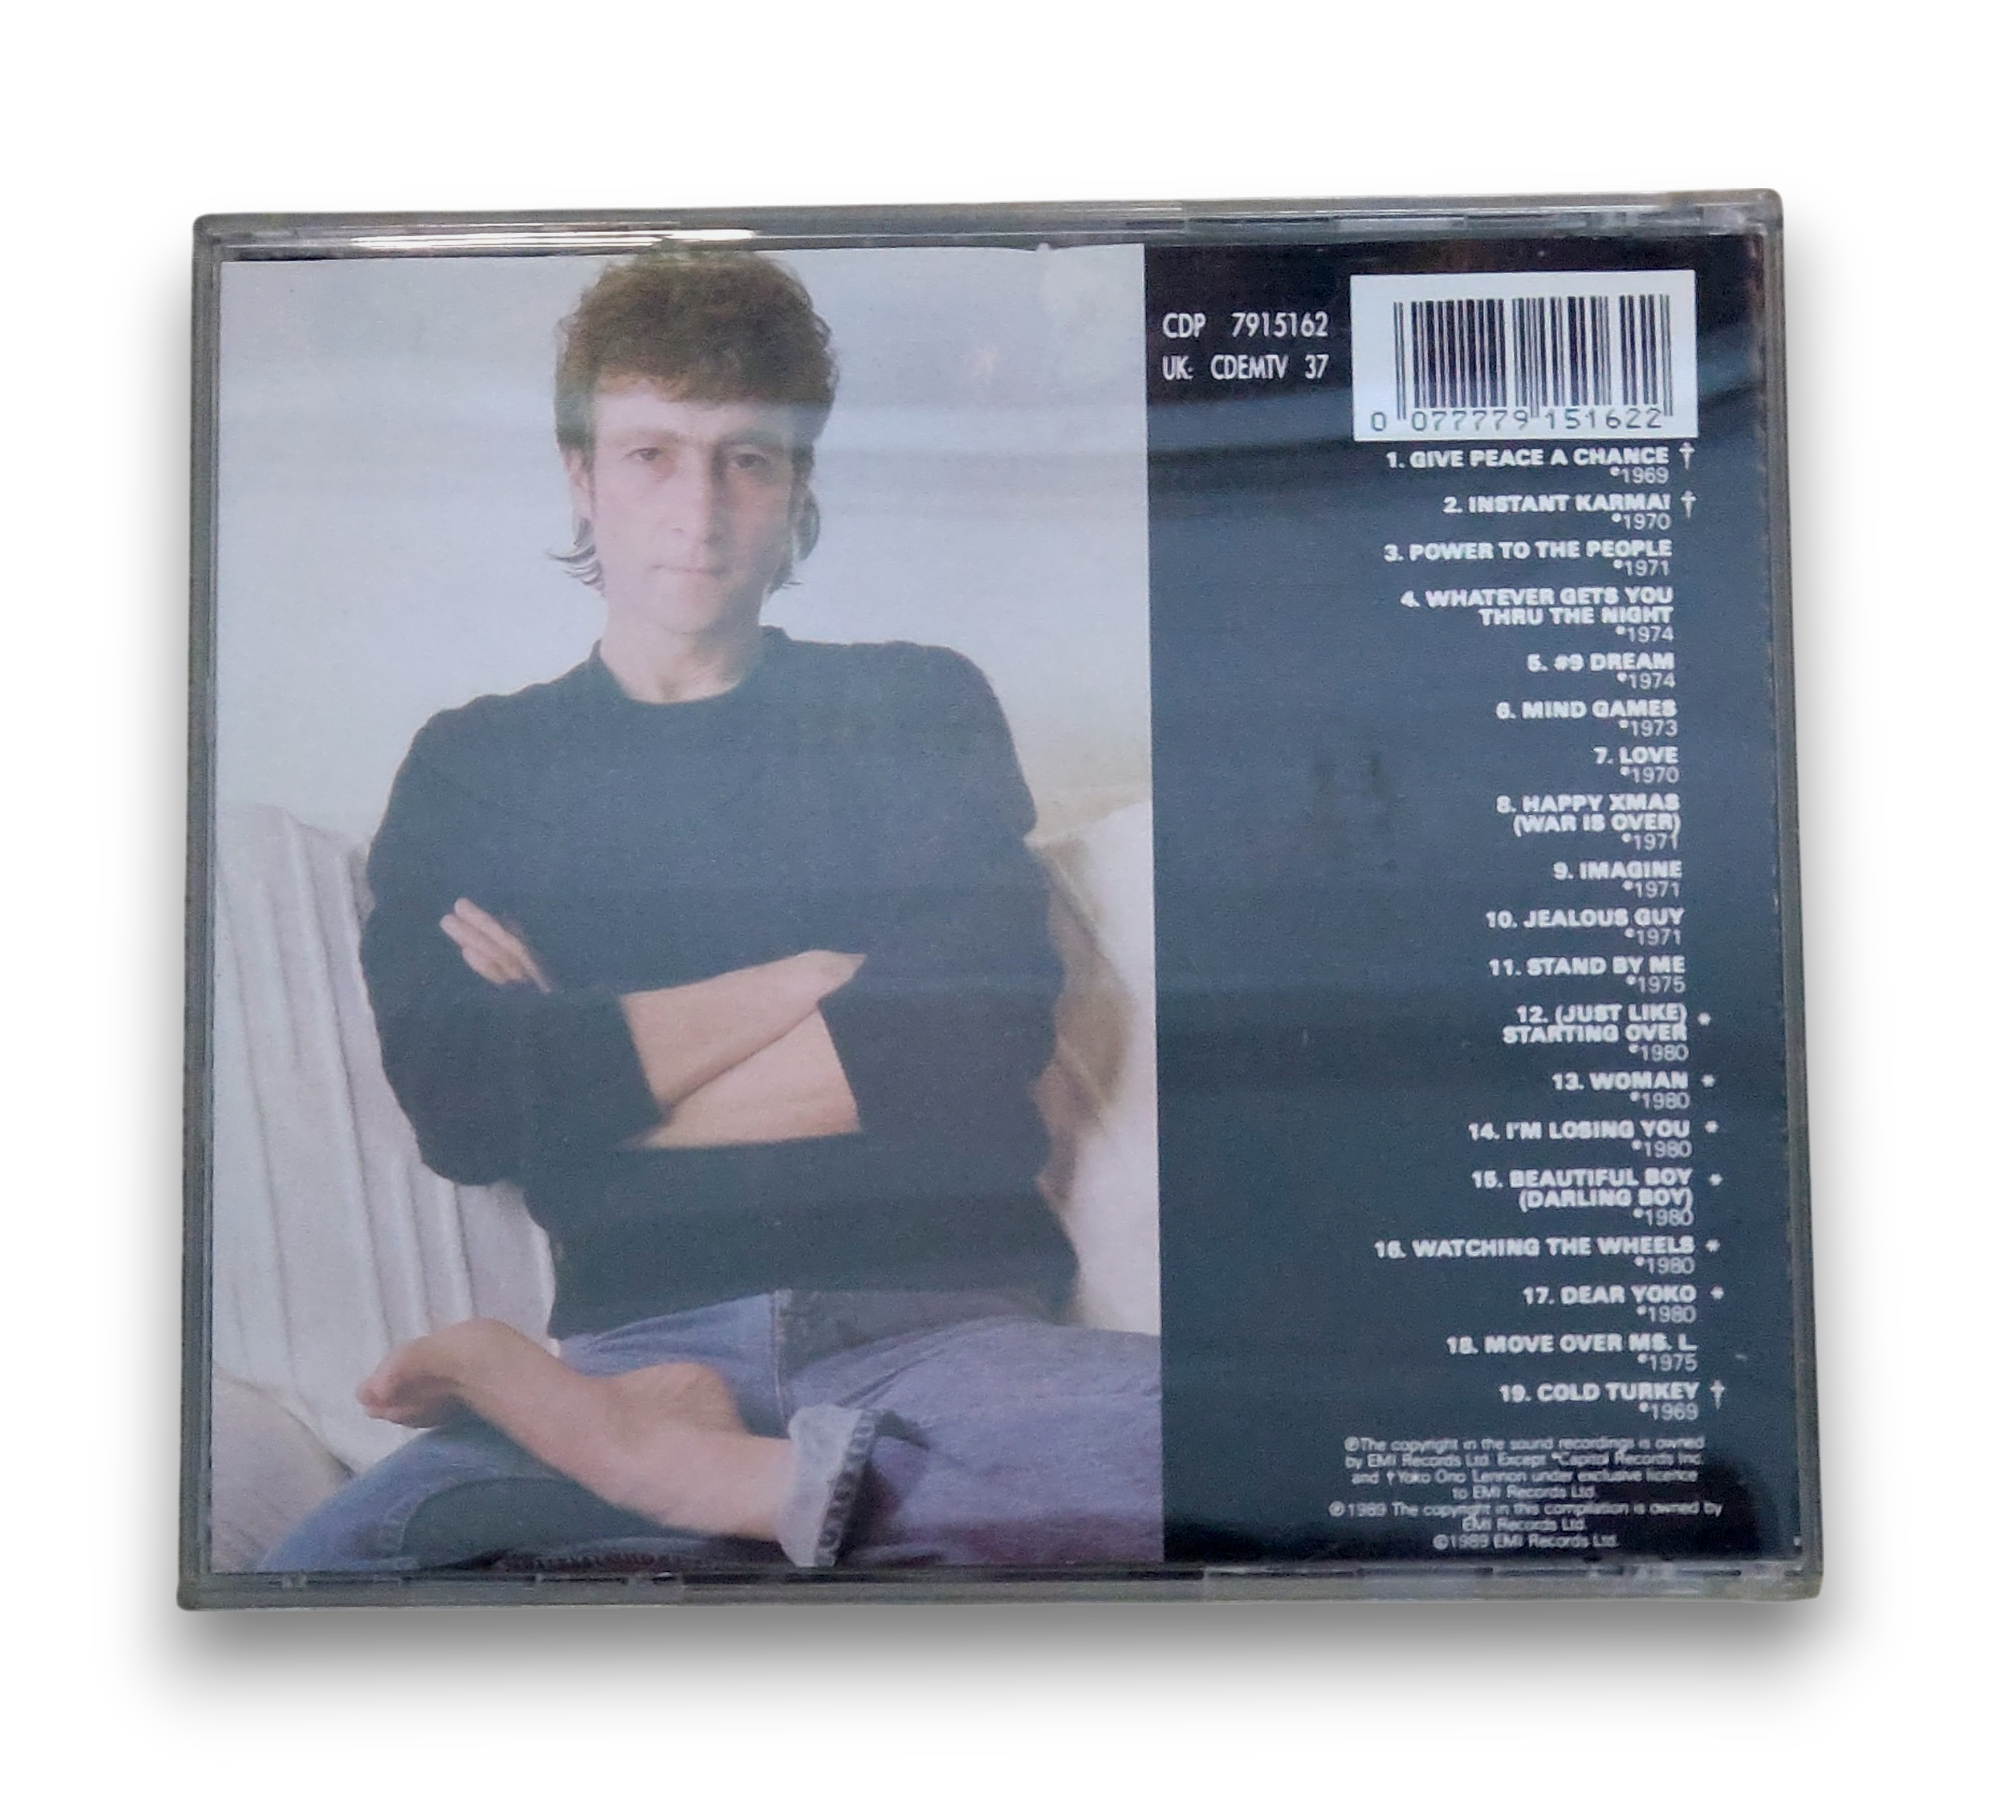 CDP 7915162
UK: CDEMTV 37
0 077779 151622
1. GIVE PEACE A CHANCE †
℗1969
2. INSTANT KARMA! †
℗1970
3. POWER TO THE PEOPLE
℗1971
4. WHATEVER GETS YOU
THRU THE NIGHT
℗1974
5. #9 DREAM
℗1974
6. MIND GAMES
℗1973
7. LOVE
℗1970
8. HAPPY XMAS
(WAR IS OVER)
℗1971
9. IMAGINE
℗1971
10. JEALOUS GUY
℗1971
11. STAND BY ME
℗1975
12. (JUST LIKE) *
STARTING OVER
℗1980
13. WOMAN *
℗1980
14. I'M LOSING YOU *
℗1980
15. BEAUTIFUL BOY *
(DARLING BOY)
℗1980
16. WATCHING THE WHEELS *
℗1980
17. DEAR YOKO *
℗1980
18. MOVE OVER MS. L.
℗1975
19. COLD TURKEY †
℗1969
℗The copyright in the sound recordings is owned
by EMI Records Ltd. Except *Capitol Records Inc.
and †Yoko Ono Lennon under exclusive licence
to EMI Records Ltd.
℗1989 The copyright in this compilation is owned by
EMI Records Ltd.
©1989 EMI Records Ltd.